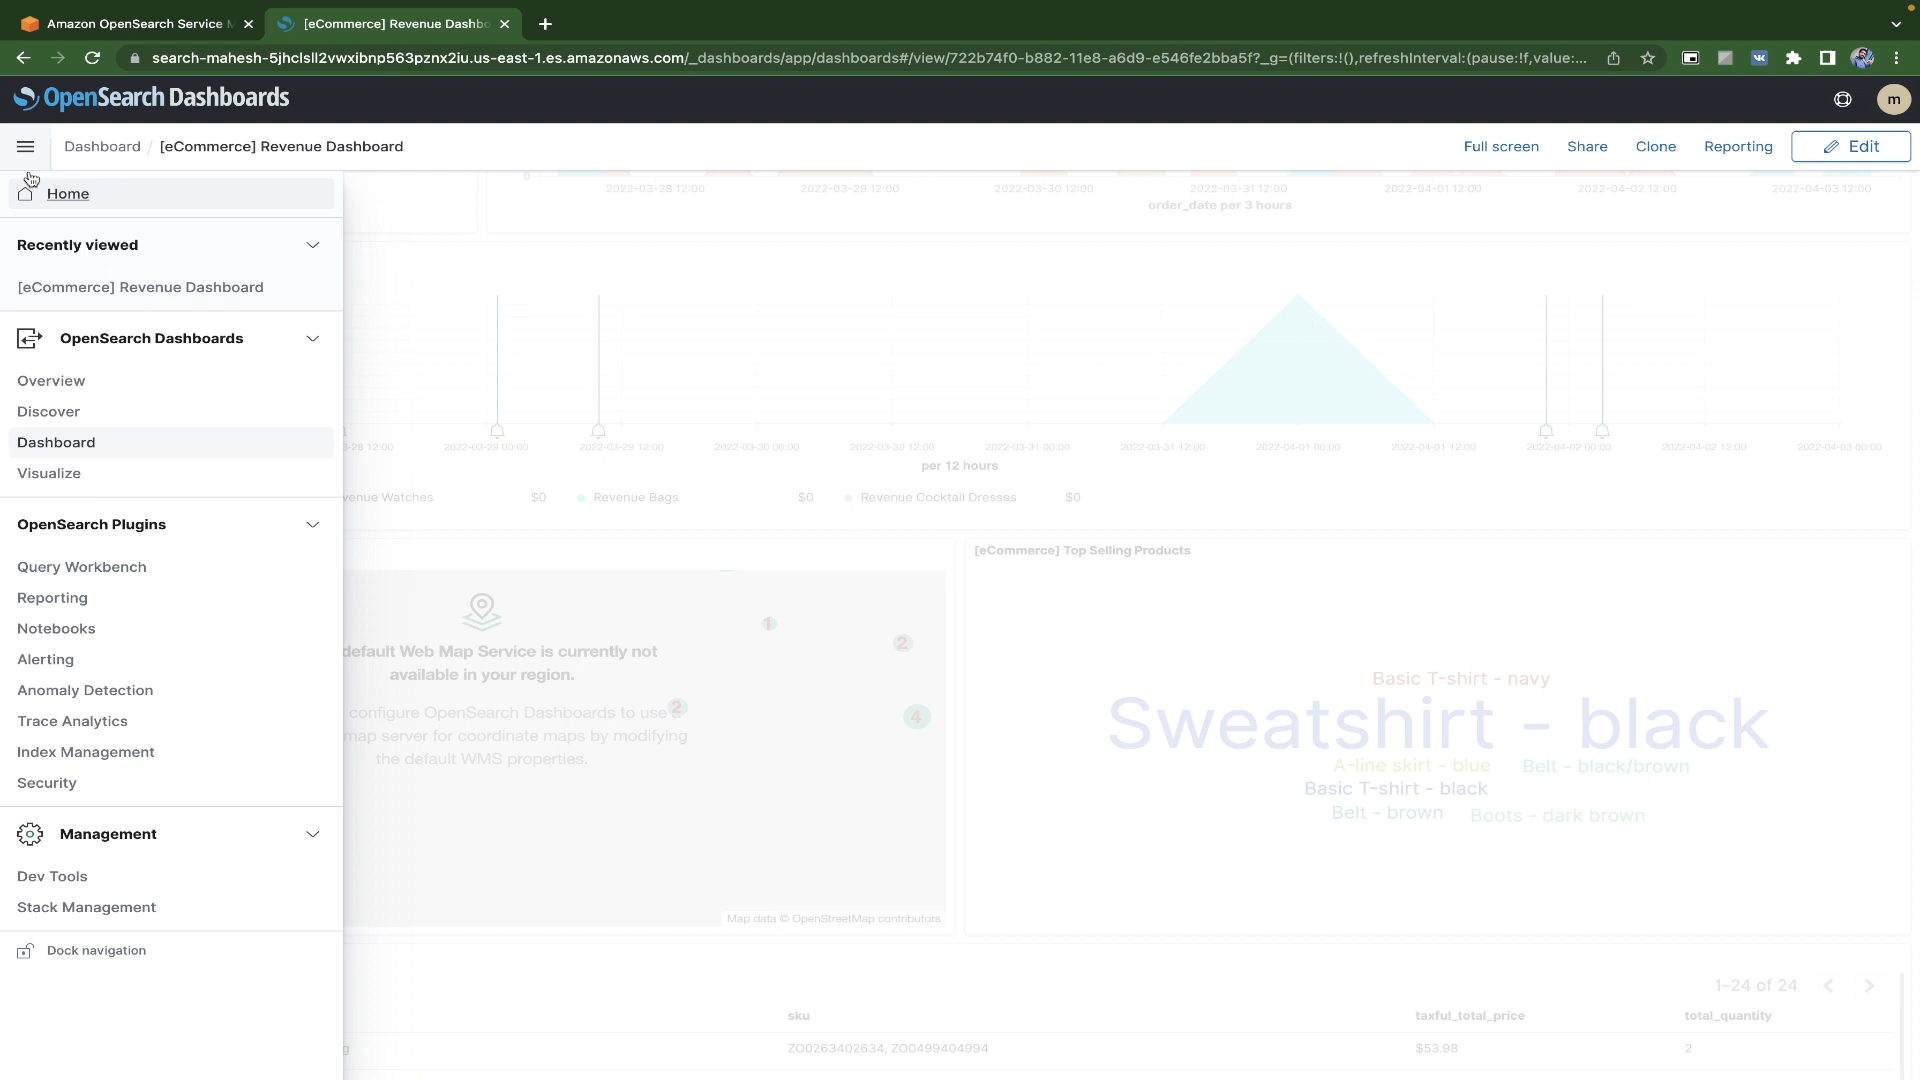 Amazon OpenSearch Service M
[eCommerce] Revenue Dashbo
search-mahesh-5jhclsll2vwxibnp563pznx2iu.us-east-1.es.amazonaws.com/_dashboards/app/dashboards#/view/722b74f0-b882-11e8-a6d9-e546fe2bba5f?_g=(filters:!(),refreshInterval:(pause:!f,value:...
OpenSearch Dashboards
m
Dashboard / [eCommerce] Revenue Dashboard
Full screen
Share
Clone
Reporting
Edit
Home
Recently viewed
[eCommerce] Revenue Dashboard
OpenSearch Dashboards
Overview
Discover
Dashboard
Visualize
OpenSearch Plugins
Query Workbench
Reporting
Notebooks
Alerting
Anomaly Detection
Trace Analytics
Index Management
Security
Management
Dev Tools
Stack Management
Dock navigation
0
2022-03-28 12:00 2022-03-29 12:00 2022-03-30 12:00 2022-03-31 12:00 2022-04-01 12:00 2022-04-02 12:00 2022-04-03 12:00
order_date per 3 hours
3-28 12:00 2022-03-29 00:00 2022-03-29 12:00 2022-03-30 00:00 2022-03-30 12:00 2022-03-31 00:00 2022-03-31 12:00 2022-04-01 00:00 2022-04-01 12:00 2022-04-02 00:00 2022-04-02 12:00 2022-04-03 00:00
per 12 hours
venue Watches $0 Revenue Bags $0 Revenue Cocktail Dresses $0
default Web Map Service is currently not
available in your region.
configure OpenSearch Dashboards to use
map server for coordinate maps by modifying
the default WMS properties.
1
2
2
4
Map data © OpenStreetMap contributors
[eCommerce] Top Selling Products
Basic T-shirt - navy
Sweatshirt - black
A-line skirt - blue Belt - black/brown
Basic T-shirt - black
Belt - brown Boots - dark brown
1–24 of 24
sku taxful_total_price total_quantity
g ZO0263402634, ZO0499404994 $53.98 2